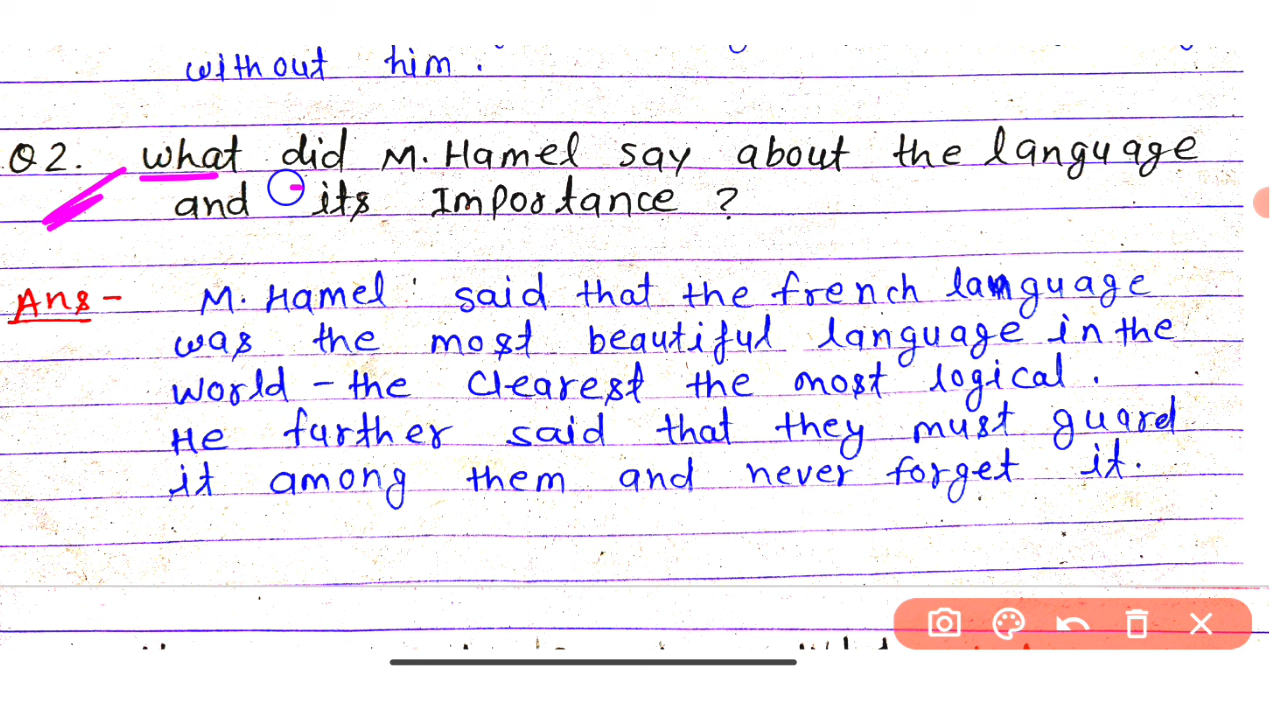 without him.
Q2. what did M. Hamel say about the language
and its Importance ?
Ans- M. Hamel said that the french language
was the most beautiful language in the
world - the clearest the most logical.
He further said that they must guard
it among them and never forget it.